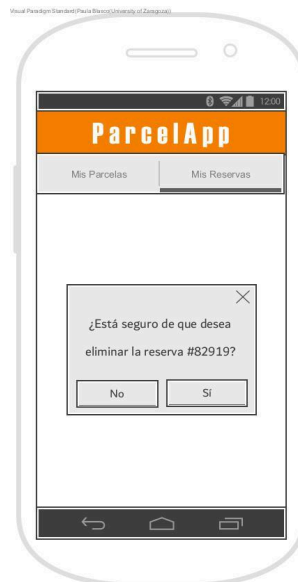 Visual Paradigm Standard(Paula Blasco(University of Zaragoza))
12:00
ParcelApp
Mis Parcelas Mis Reservas
¿Está seguro de que desea
eliminar la reserva #82919?
No Sí